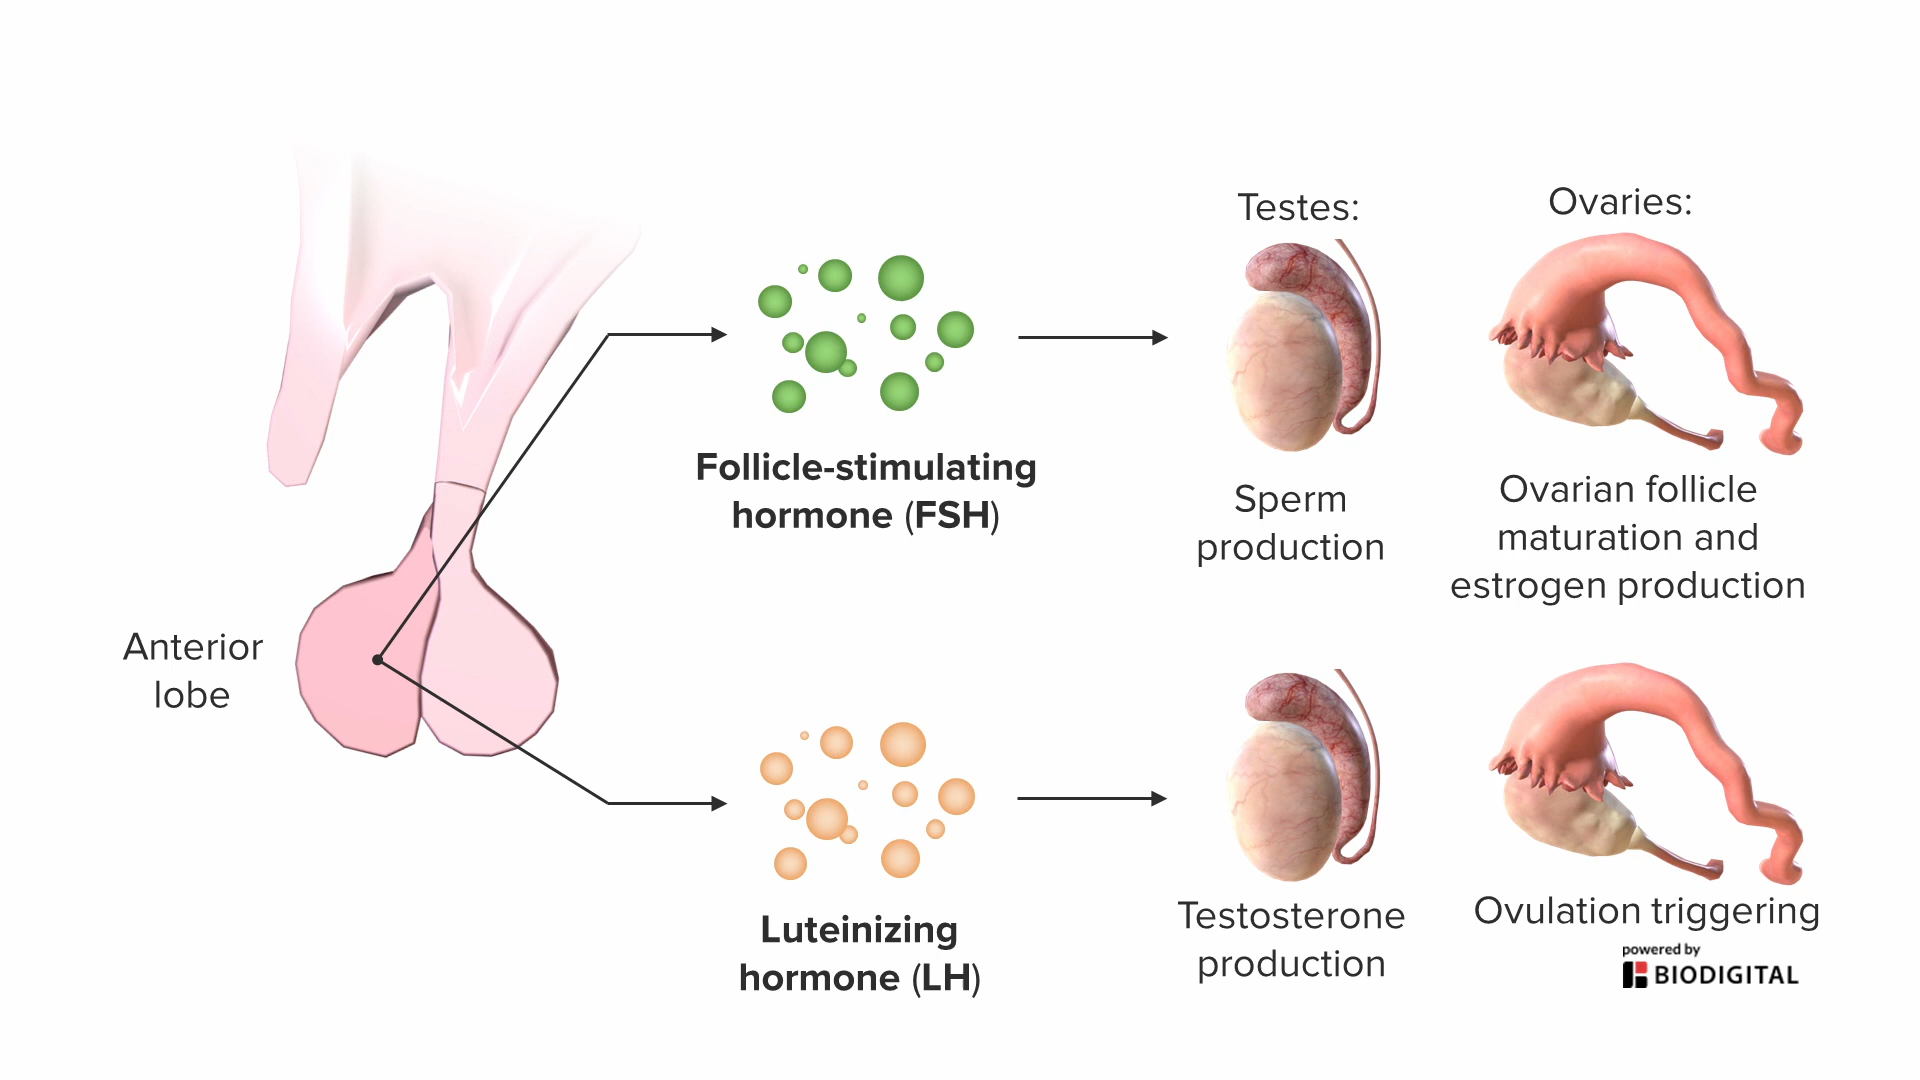 Anterior
lobe
Follicle-stimulating
hormone (FSH)
Testes:
Sperm
production
Ovaries:
Ovarian follicle
maturation and
estrogen production
Luteinizing
hormone (LH)
Testosterone
production
Ovulation triggering
powered by
BIODIGITAL